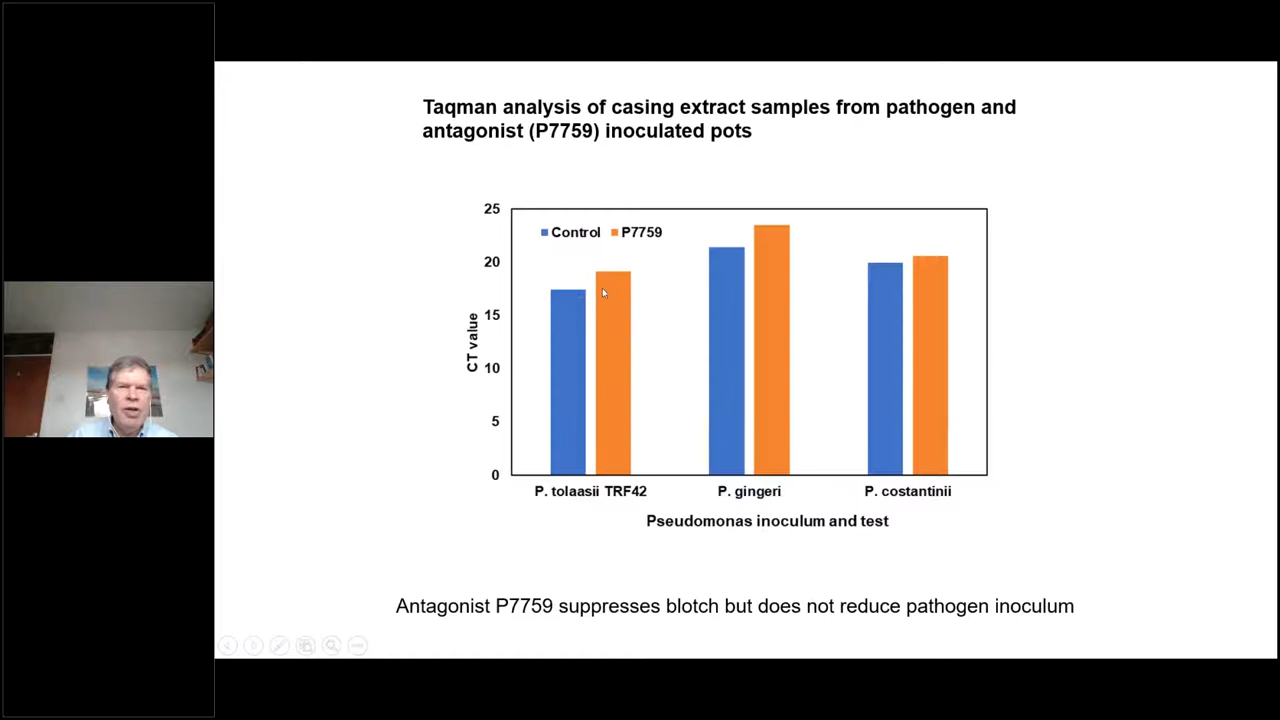 Taqman analysis of casing extract samples from pathogen and
antagonist (P7759) inoculated pots
25
20
15
10
5
0
CT value
Control
P7759
P. tolaasii TRF42
P. gingeri
P. costantinii
Pseudomonas inoculum and test
Antagonist P7759 suppresses blotch but does not reduce pathogen inoculum